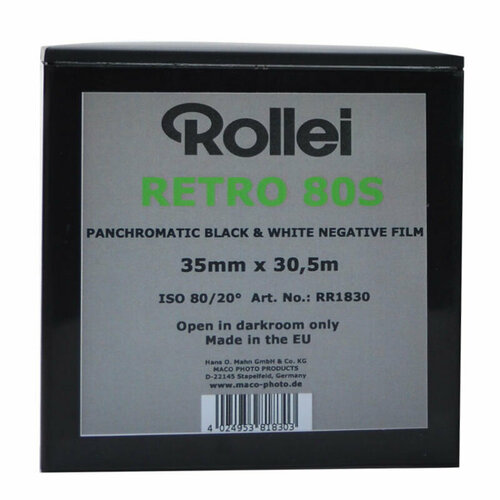 Rollei
RETRO 80S
PANCHROMATIC BLACK & WHITE NEGATIVE FILM
35mm x 30,5m
ISO 80/20° Art. No.: RR1830
Open in darkroom only
Made in the EU
Hans O. Mahn GmbH & Co. KG
MACO PHOTO PRODUCTS
D-22145 Stapelfeld, Germany
www.maco-photo.de
4 024953 818303